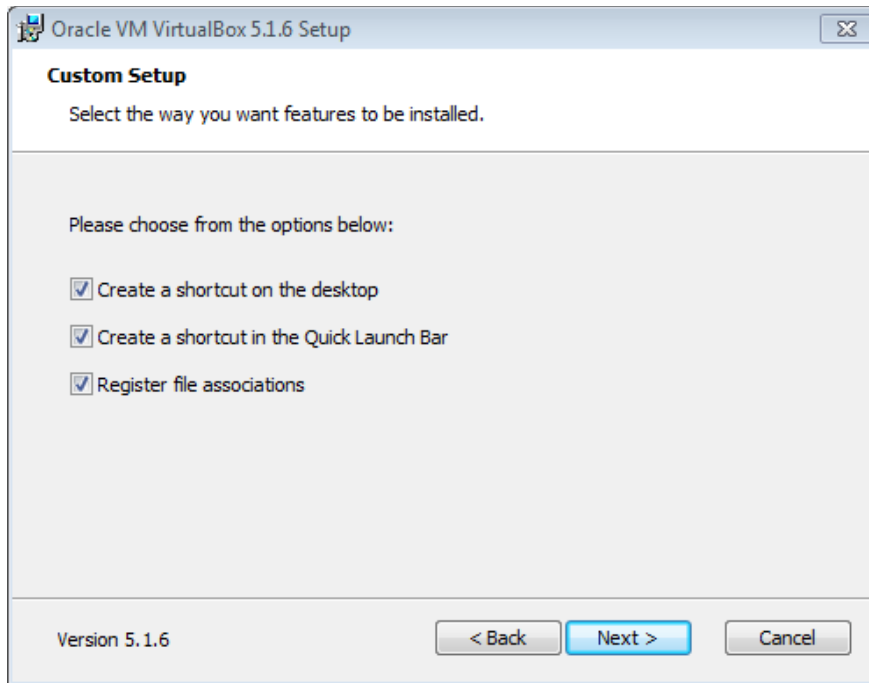 Oracle VM VirtualBox 5.1.6 Setup
Custom Setup
Select the way you want features to be installed.
Please choose from the options below:
Create a shortcut on the desktop
Create a shortcut in the Quick Launch Bar
Register file associations
Version 5.1.6
< Back
Next >
Cancel